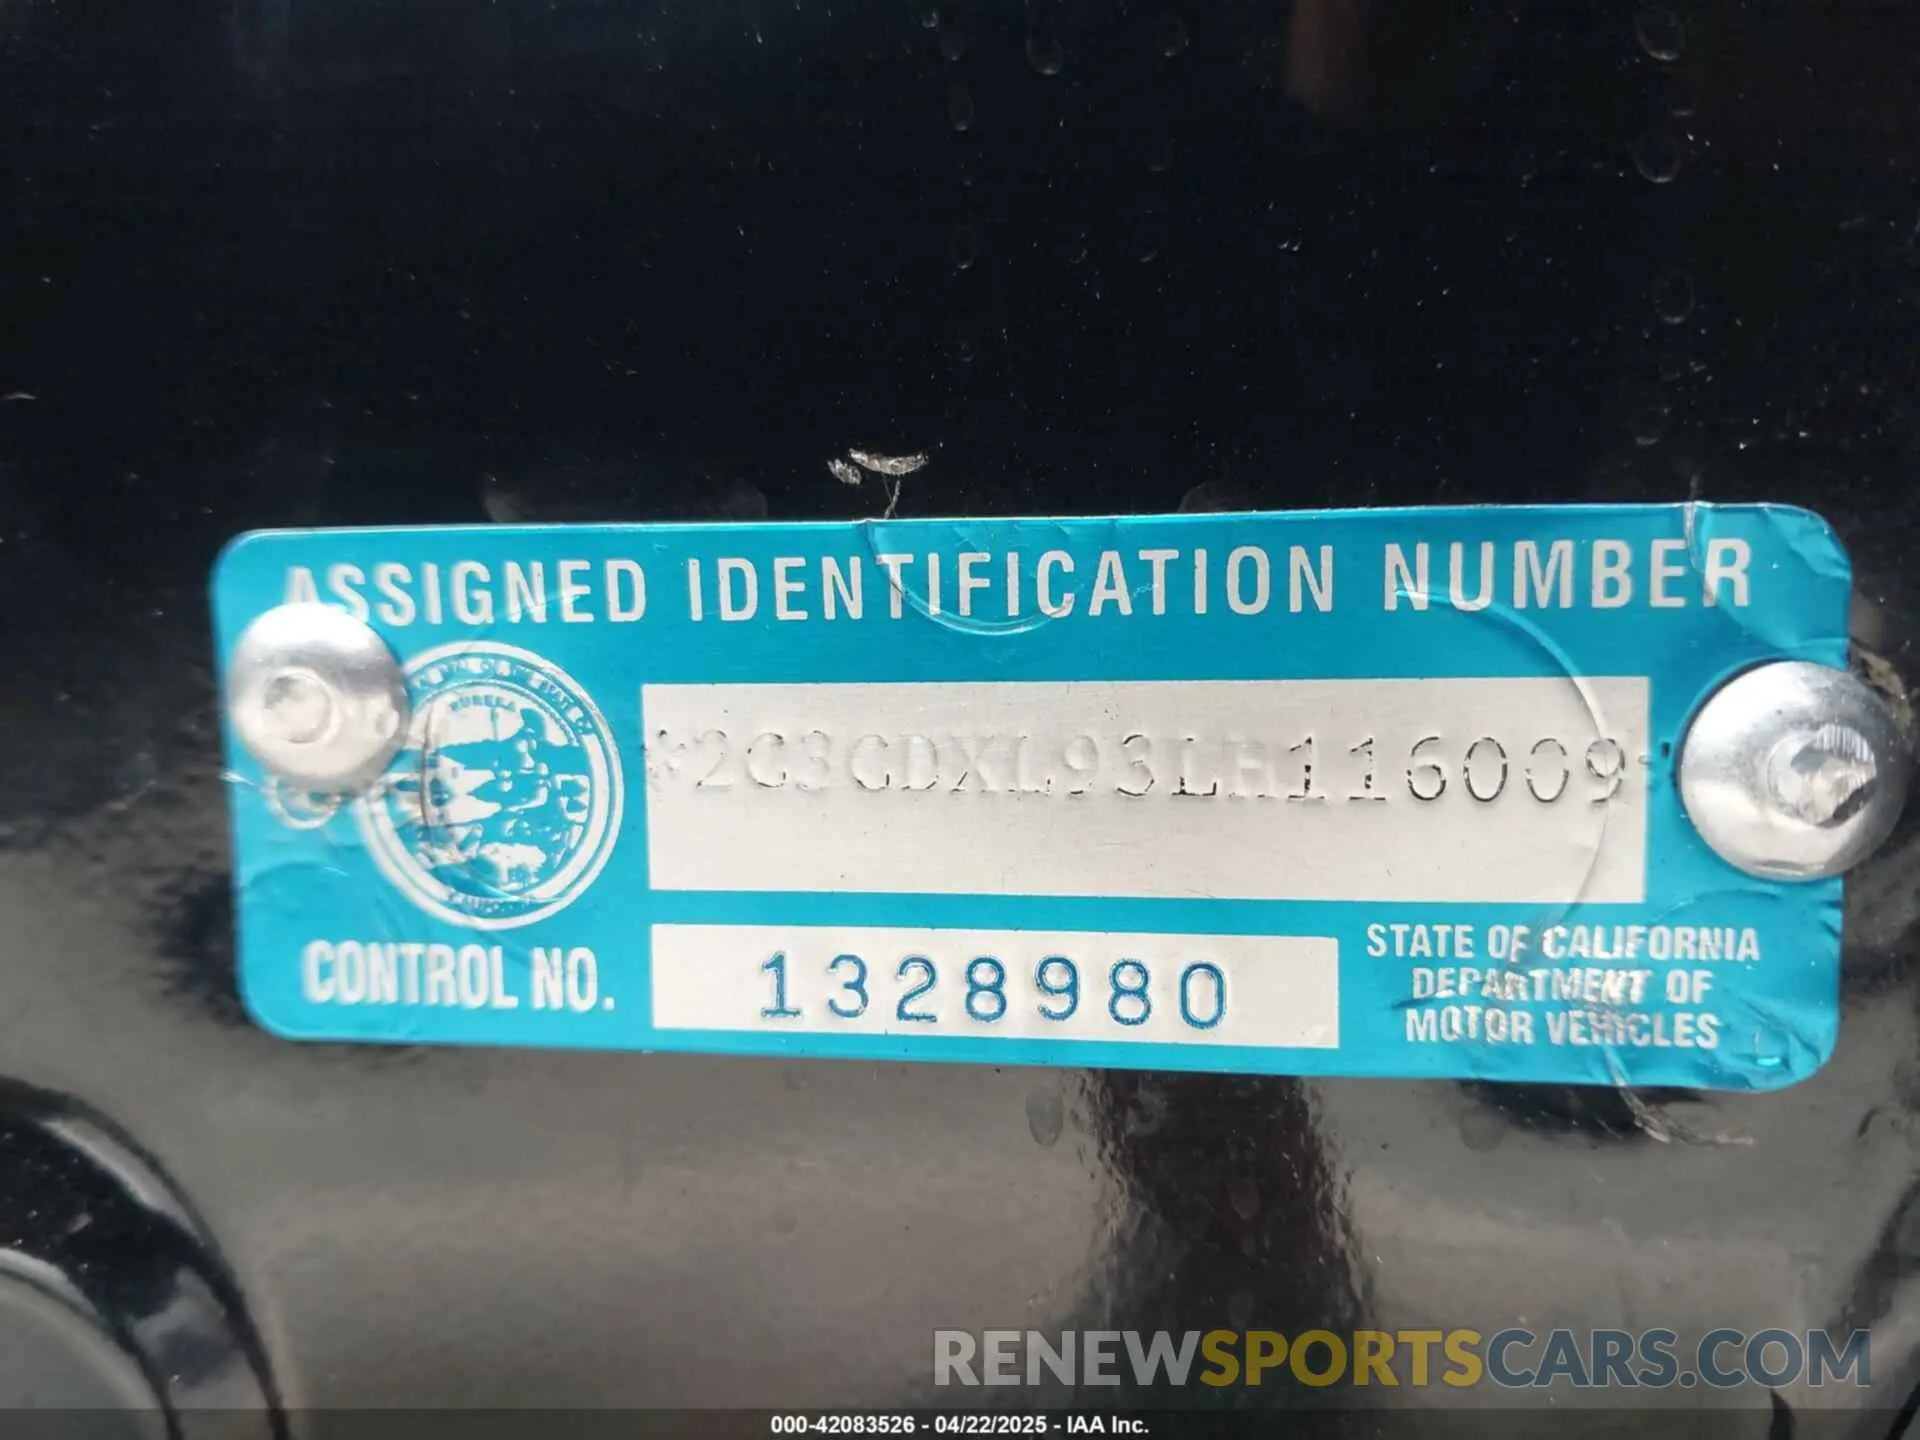 ASSIGNED IDENTIFICATION NUMBER
EUREKA
*2C3CDXL93LH116009*
CONTROL NO. 1328980
STATE OF CALIFORNIA
DEPARTMENT OF
MOTOR VEHICLES
RENEWSPORTSCARS.COM
000-42083526 - 04/22/2025 - IAA Inc.